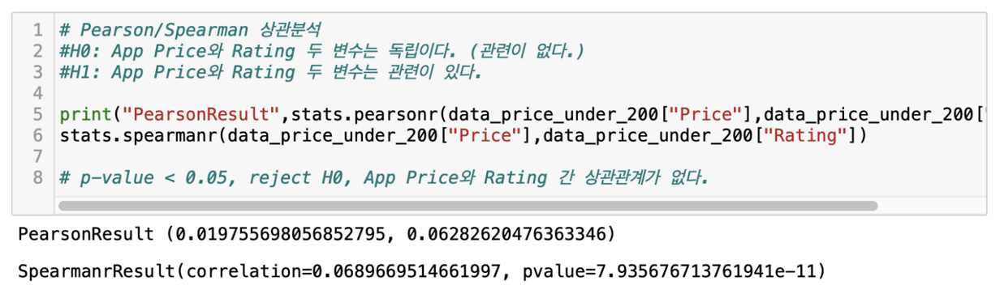 1 # Pearson/Spearman 상관분석
2 #H0: App Price와 Rating 두 변수는 독립이다. (관련이 없다.)
3 #H1: App Price와 Rating 두 변수는 관련이 있다.
4
5 print("PearsonResult",stats.pearsonr(data_price_under_200["Price"],data_price_under_200["
6 stats.spearmanr(data_price_under_200["Price"],data_price_under_200["Rating"])
7
8 # p-value < 0.05, reject H0, App Price와 Rating 간 상관관계가 없다.
PearsonResult (0.019755698056852795, 0.06282620476363346)
SpearmanrResult(correlation=0.0689669514661997, pvalue=7.935676713761941e-11)